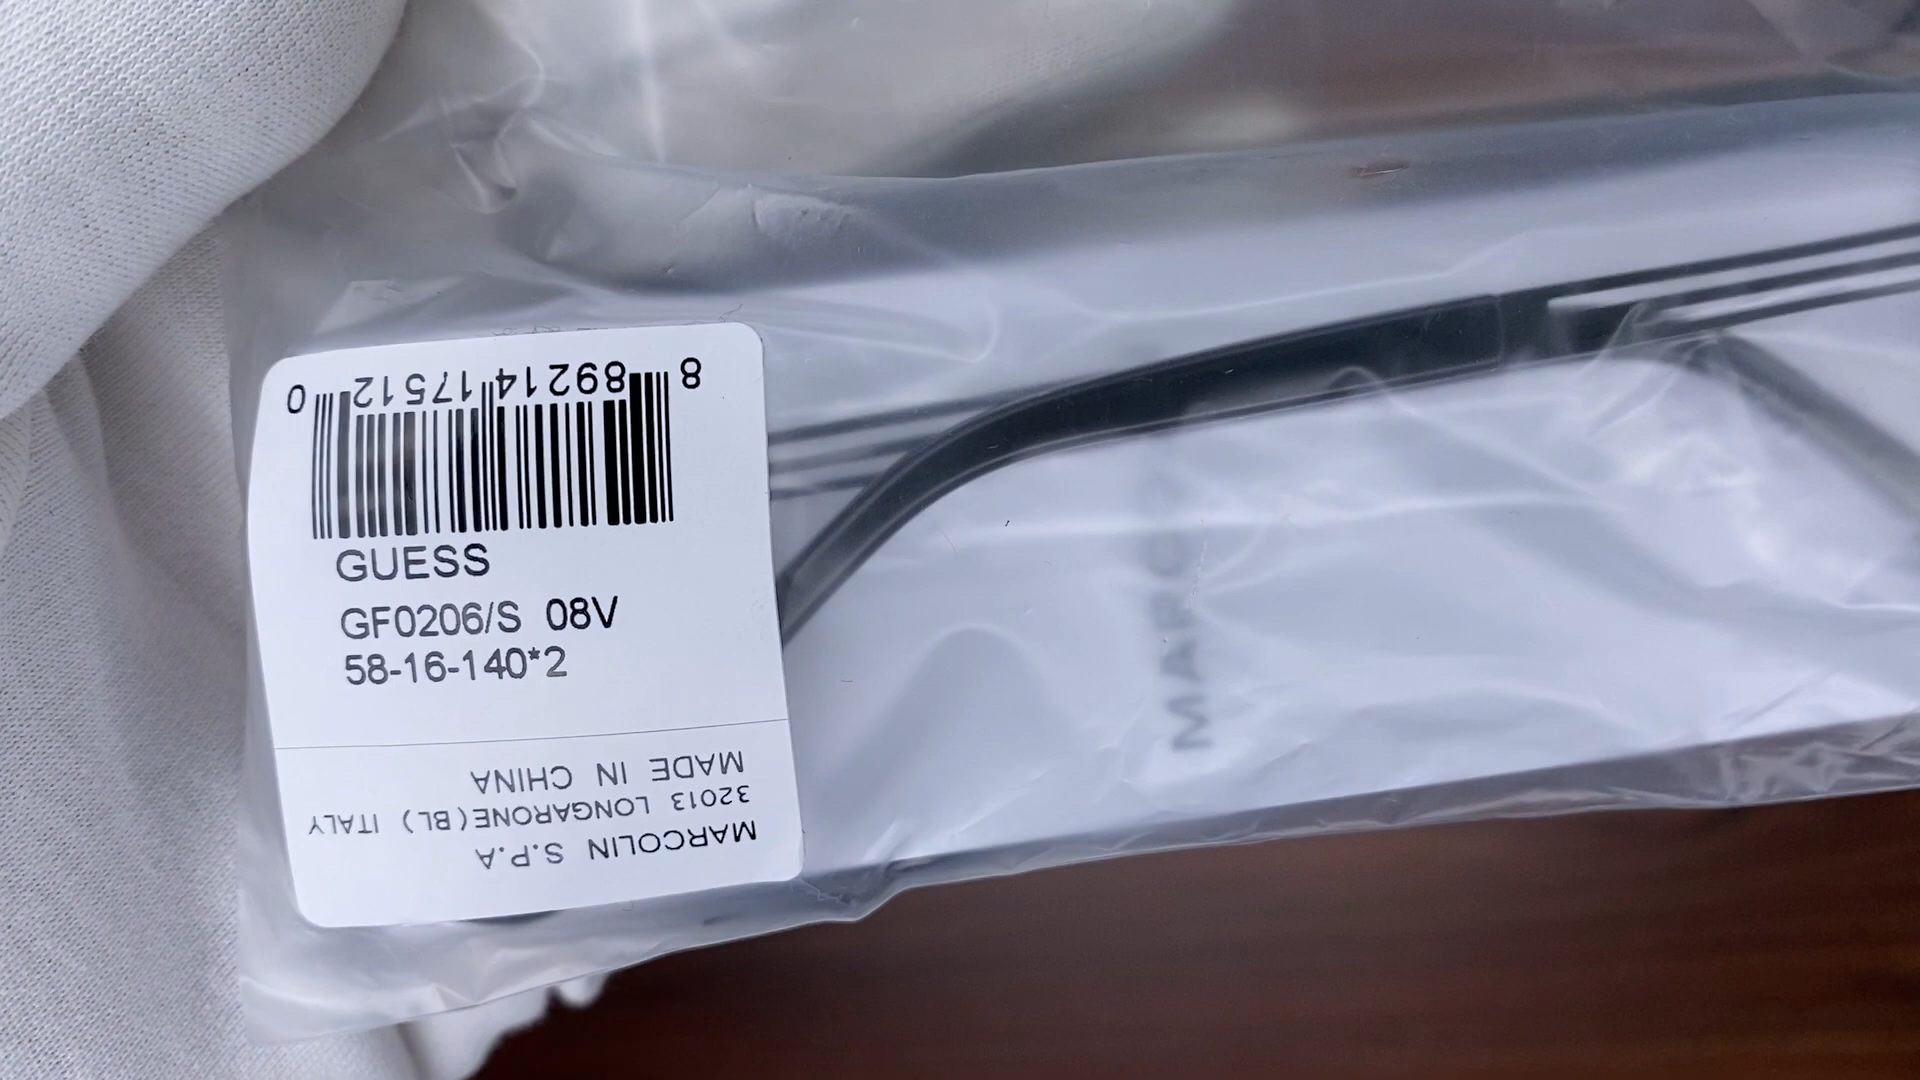 8 89214 17512 0
GUESS
GF0206/S 08V
58-16-140*2
MARCOLIN S.P.A
32013 LONGARONE(BL) ITALY
MADE IN CHINA
MARCO